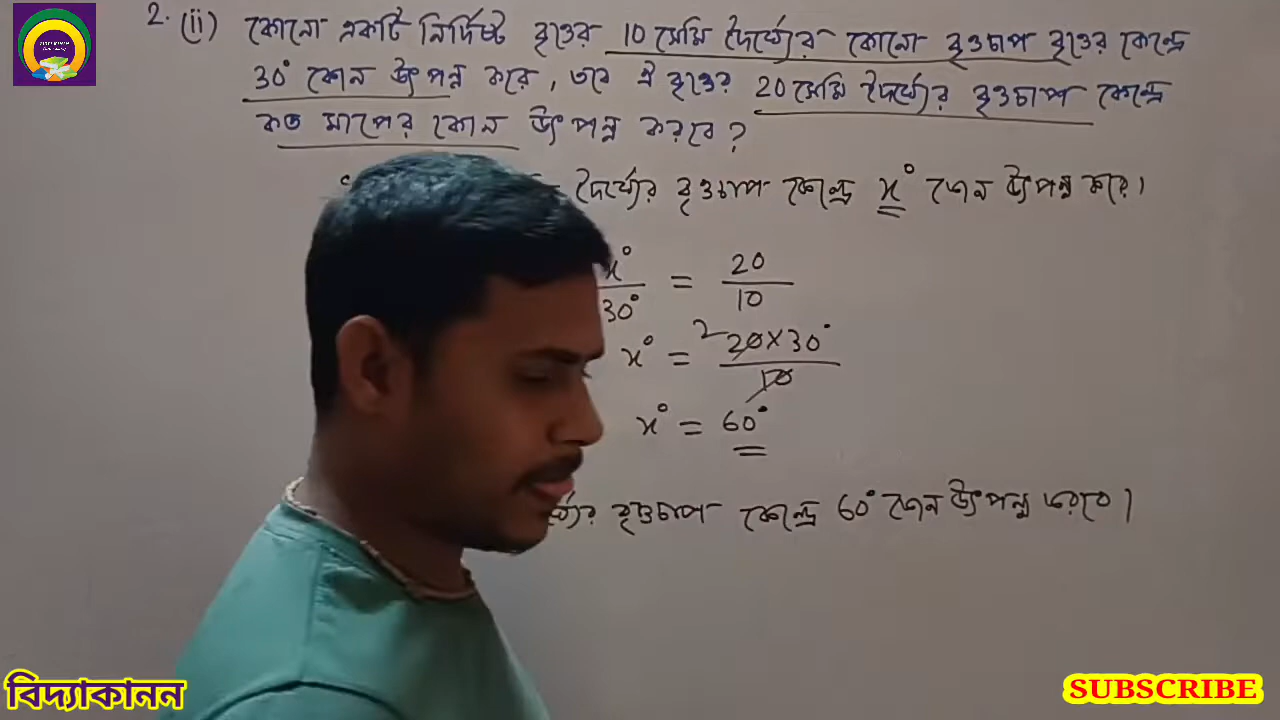 2. (ii) কোনো একটি নির্দিষ্ট বৃত্তের 10 সেমি দৈর্ঘ্যের কোনো বৃত্তচাপ বৃত্তের কেন্দ্রে
30° কোন উৎপন্ন করে, তবে ঐ বৃত্তের 20 সেমি দৈর্ঘ্যের বৃত্তচাপ কেন্দ্রে
কত মাপের কোন উৎপন্ন করবে?
দৈর্ঘ্যের বৃত্তচাপ কেন্দ্রে x° কোন উৎপন্ন করে।
x°/30° = 20/10
x° = 20×30°/10 2
x° = 60°
বৃত্তচাপ কেন্দ্রে 60° কোন উৎপন্ন করবে।
বিদ্যাকানন
SUBSCRIBE